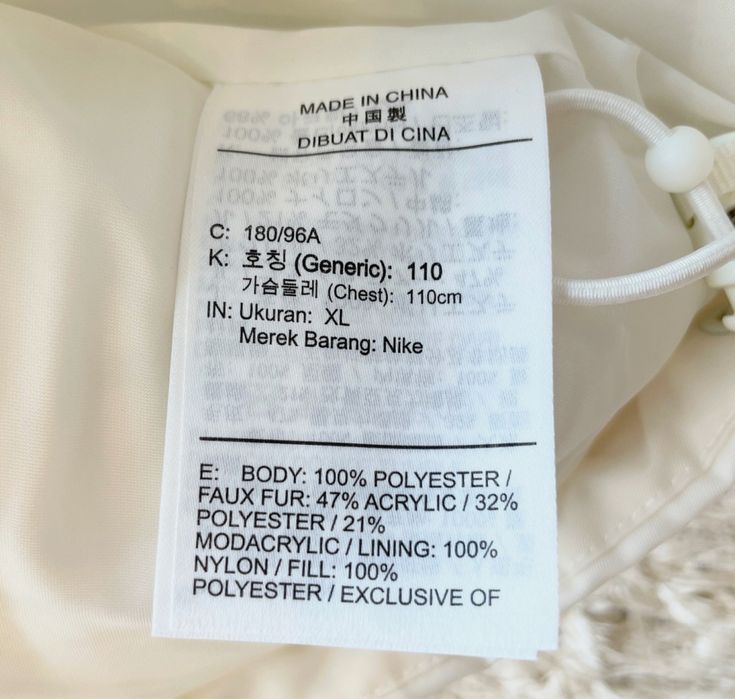 MADE IN CHINA
中国製
DIBUAT DI CINA
C: 180/96A
K: 호칭 (Generic): 110
가슴둘레 (Chest): 110cm
IN: Ukuran: XL
Merek Barang: Nike
E: BODY: 100% POLYESTER /
FAUX FUR: 47% ACRYLIC / 32%
POLYESTER / 21%
MODACRYLIC / LINING: 100%
NYLON / FILL: 100%
POLYESTER / EXCLUSIVE OF